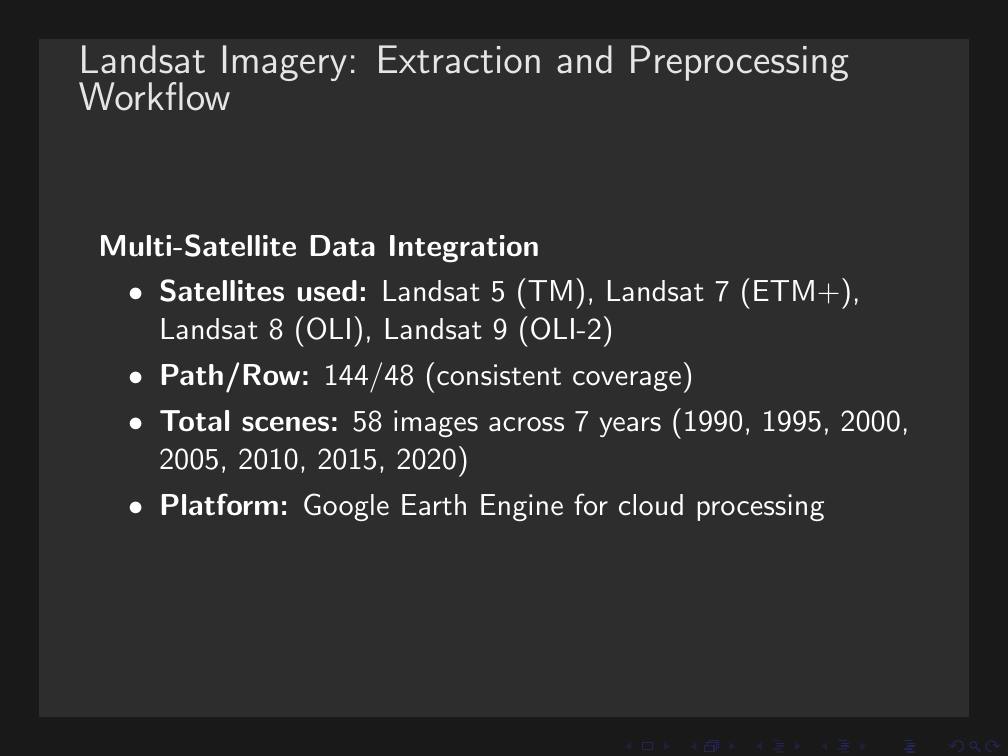 Landsat Imagery: Extraction and Preprocessing
Workflow
Multi-Satellite Data Integration
• Satellites used: Landsat 5 (TM), Landsat 7 (ETM+),
Landsat 8 (OLI), Landsat 9 (OLI-2)
• Path/Row: 144/48 (consistent coverage)
• Total scenes: 58 images across 7 years (1990, 1995, 2000,
2005, 2010, 2015, 2020)
• Platform: Google Earth Engine for cloud processing